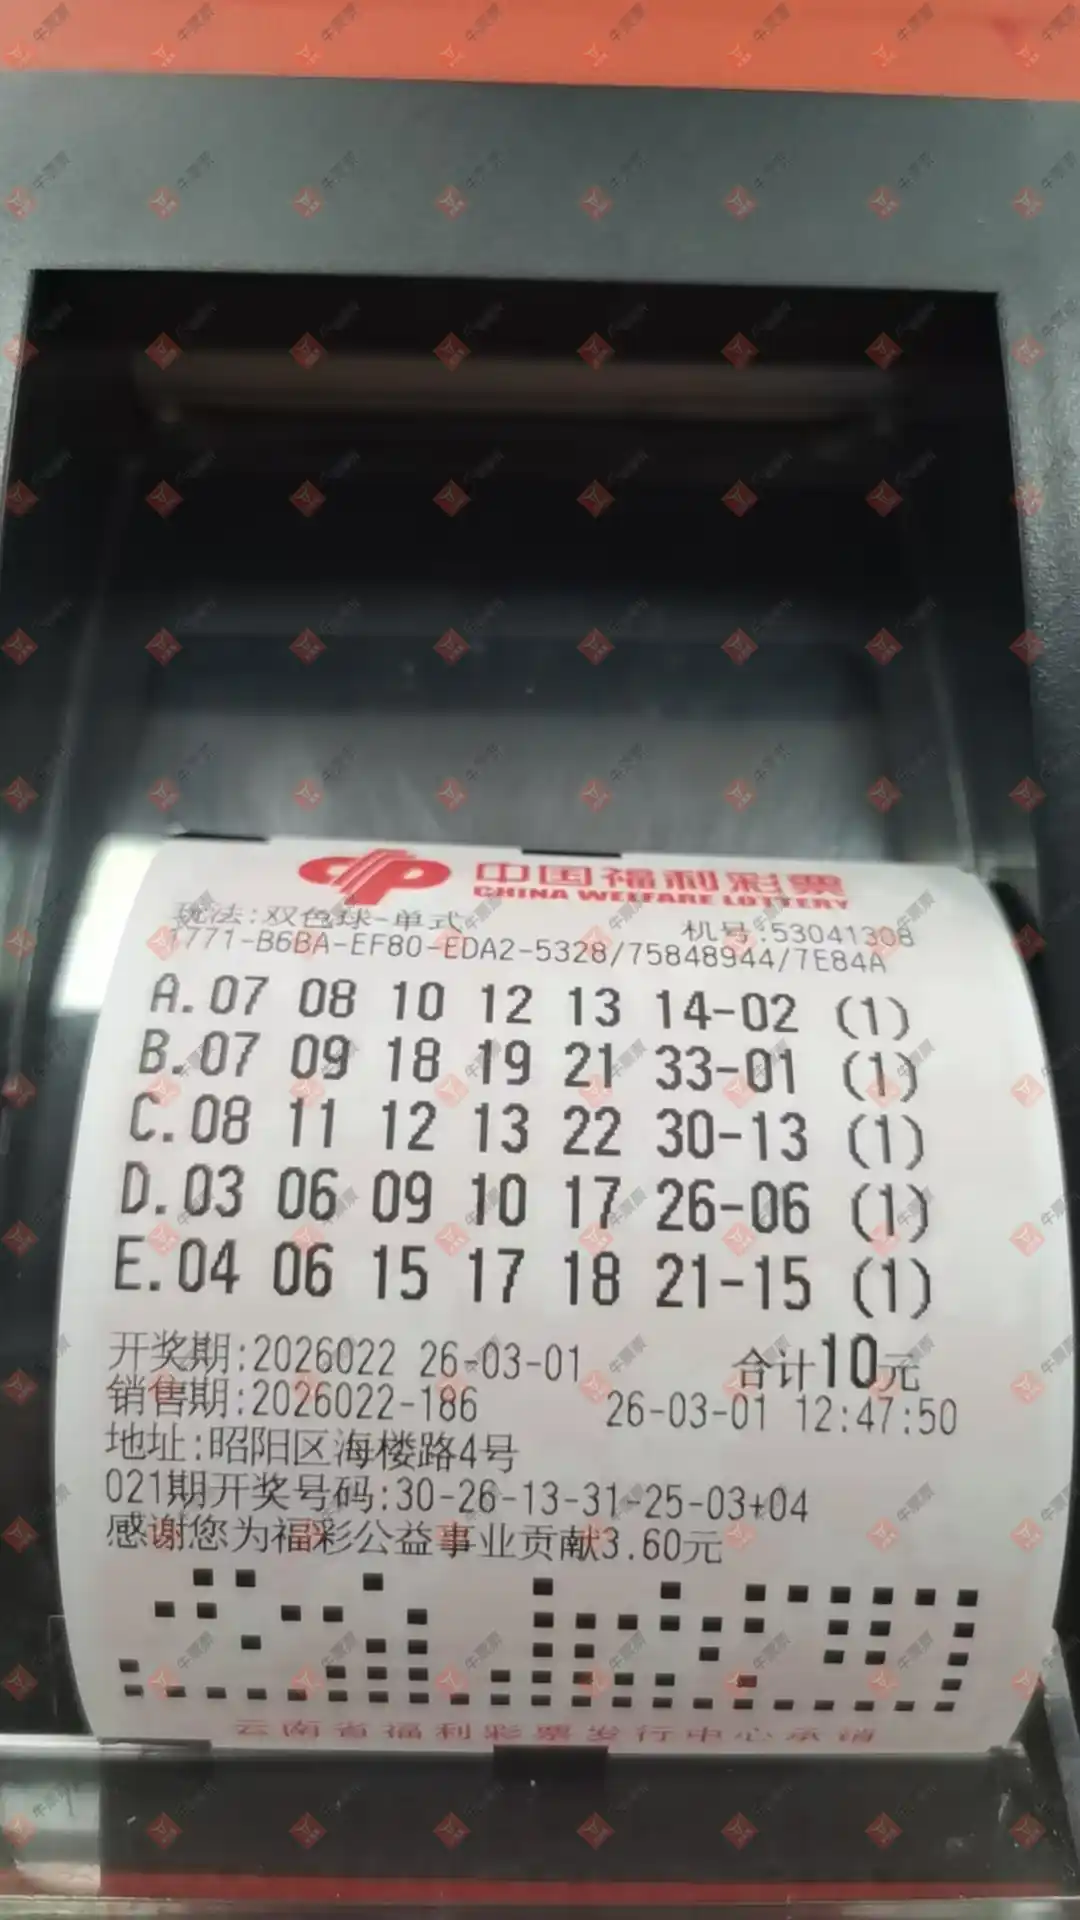 中国福利彩票
CHINA WELFARE LOTTERY
玩法:双色球-单式 机号:53041308
1771-B6BA-EF80-EDA2-5328/75848944/7E84A
A.07 08 10 12 13 14-02 (1)
B.07 09 18 19 21 33-01 (1)
C.08 11 12 13 22 30-13 (1)
D.03 06 09 10 17 26-06 (1)
E.04 06 15 17 18 21-15 (1)
开奖期:2026022 26-03-01 合计10元
销售期:2026022-186 26-03-01 12:47:50
地址:昭阳区海楼路4号
021期开奖号码:30-26-13-31-25-03+04
感谢您为福彩公益事业贡献3.60元
云南省福利彩票发行中心承销
牛票票